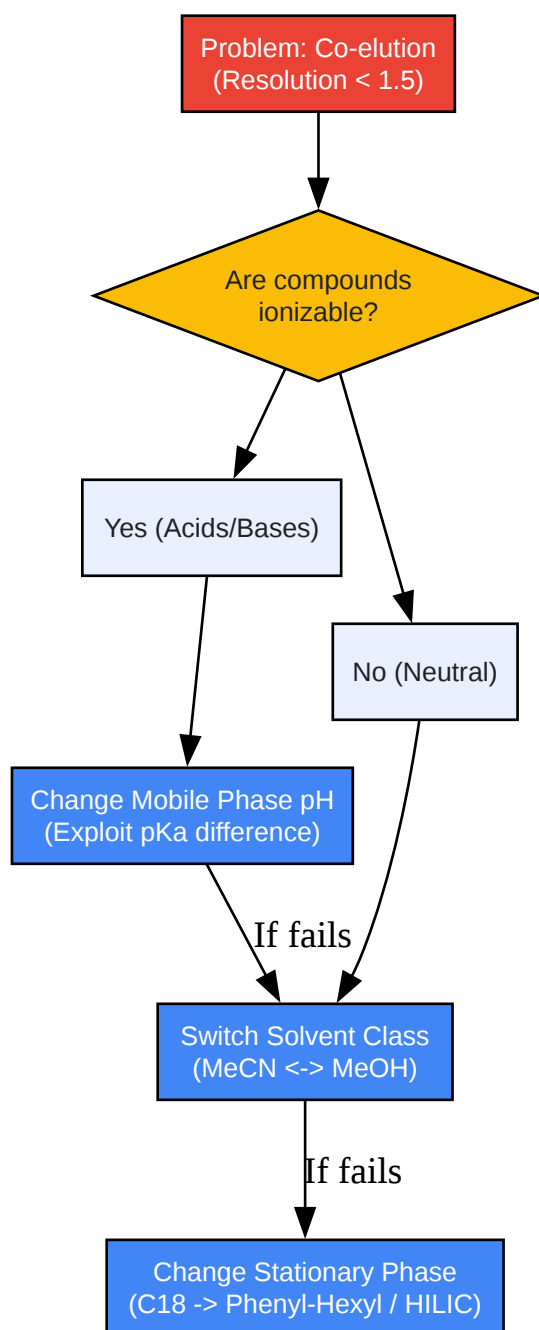 Problem: Co-elution
(Resolution < 1.5)
Are compounds
ionizable?
Yes (Acids/Bases)
No (Neutral)
Change Mobile Phase pH
(Exploit pKa difference)
If fails
Switch Solvent Class
(MeCN <-> MeOH)
If fails
Change Stationary Phase
(C18 -> Phenyl-Hexyl / HILIC)